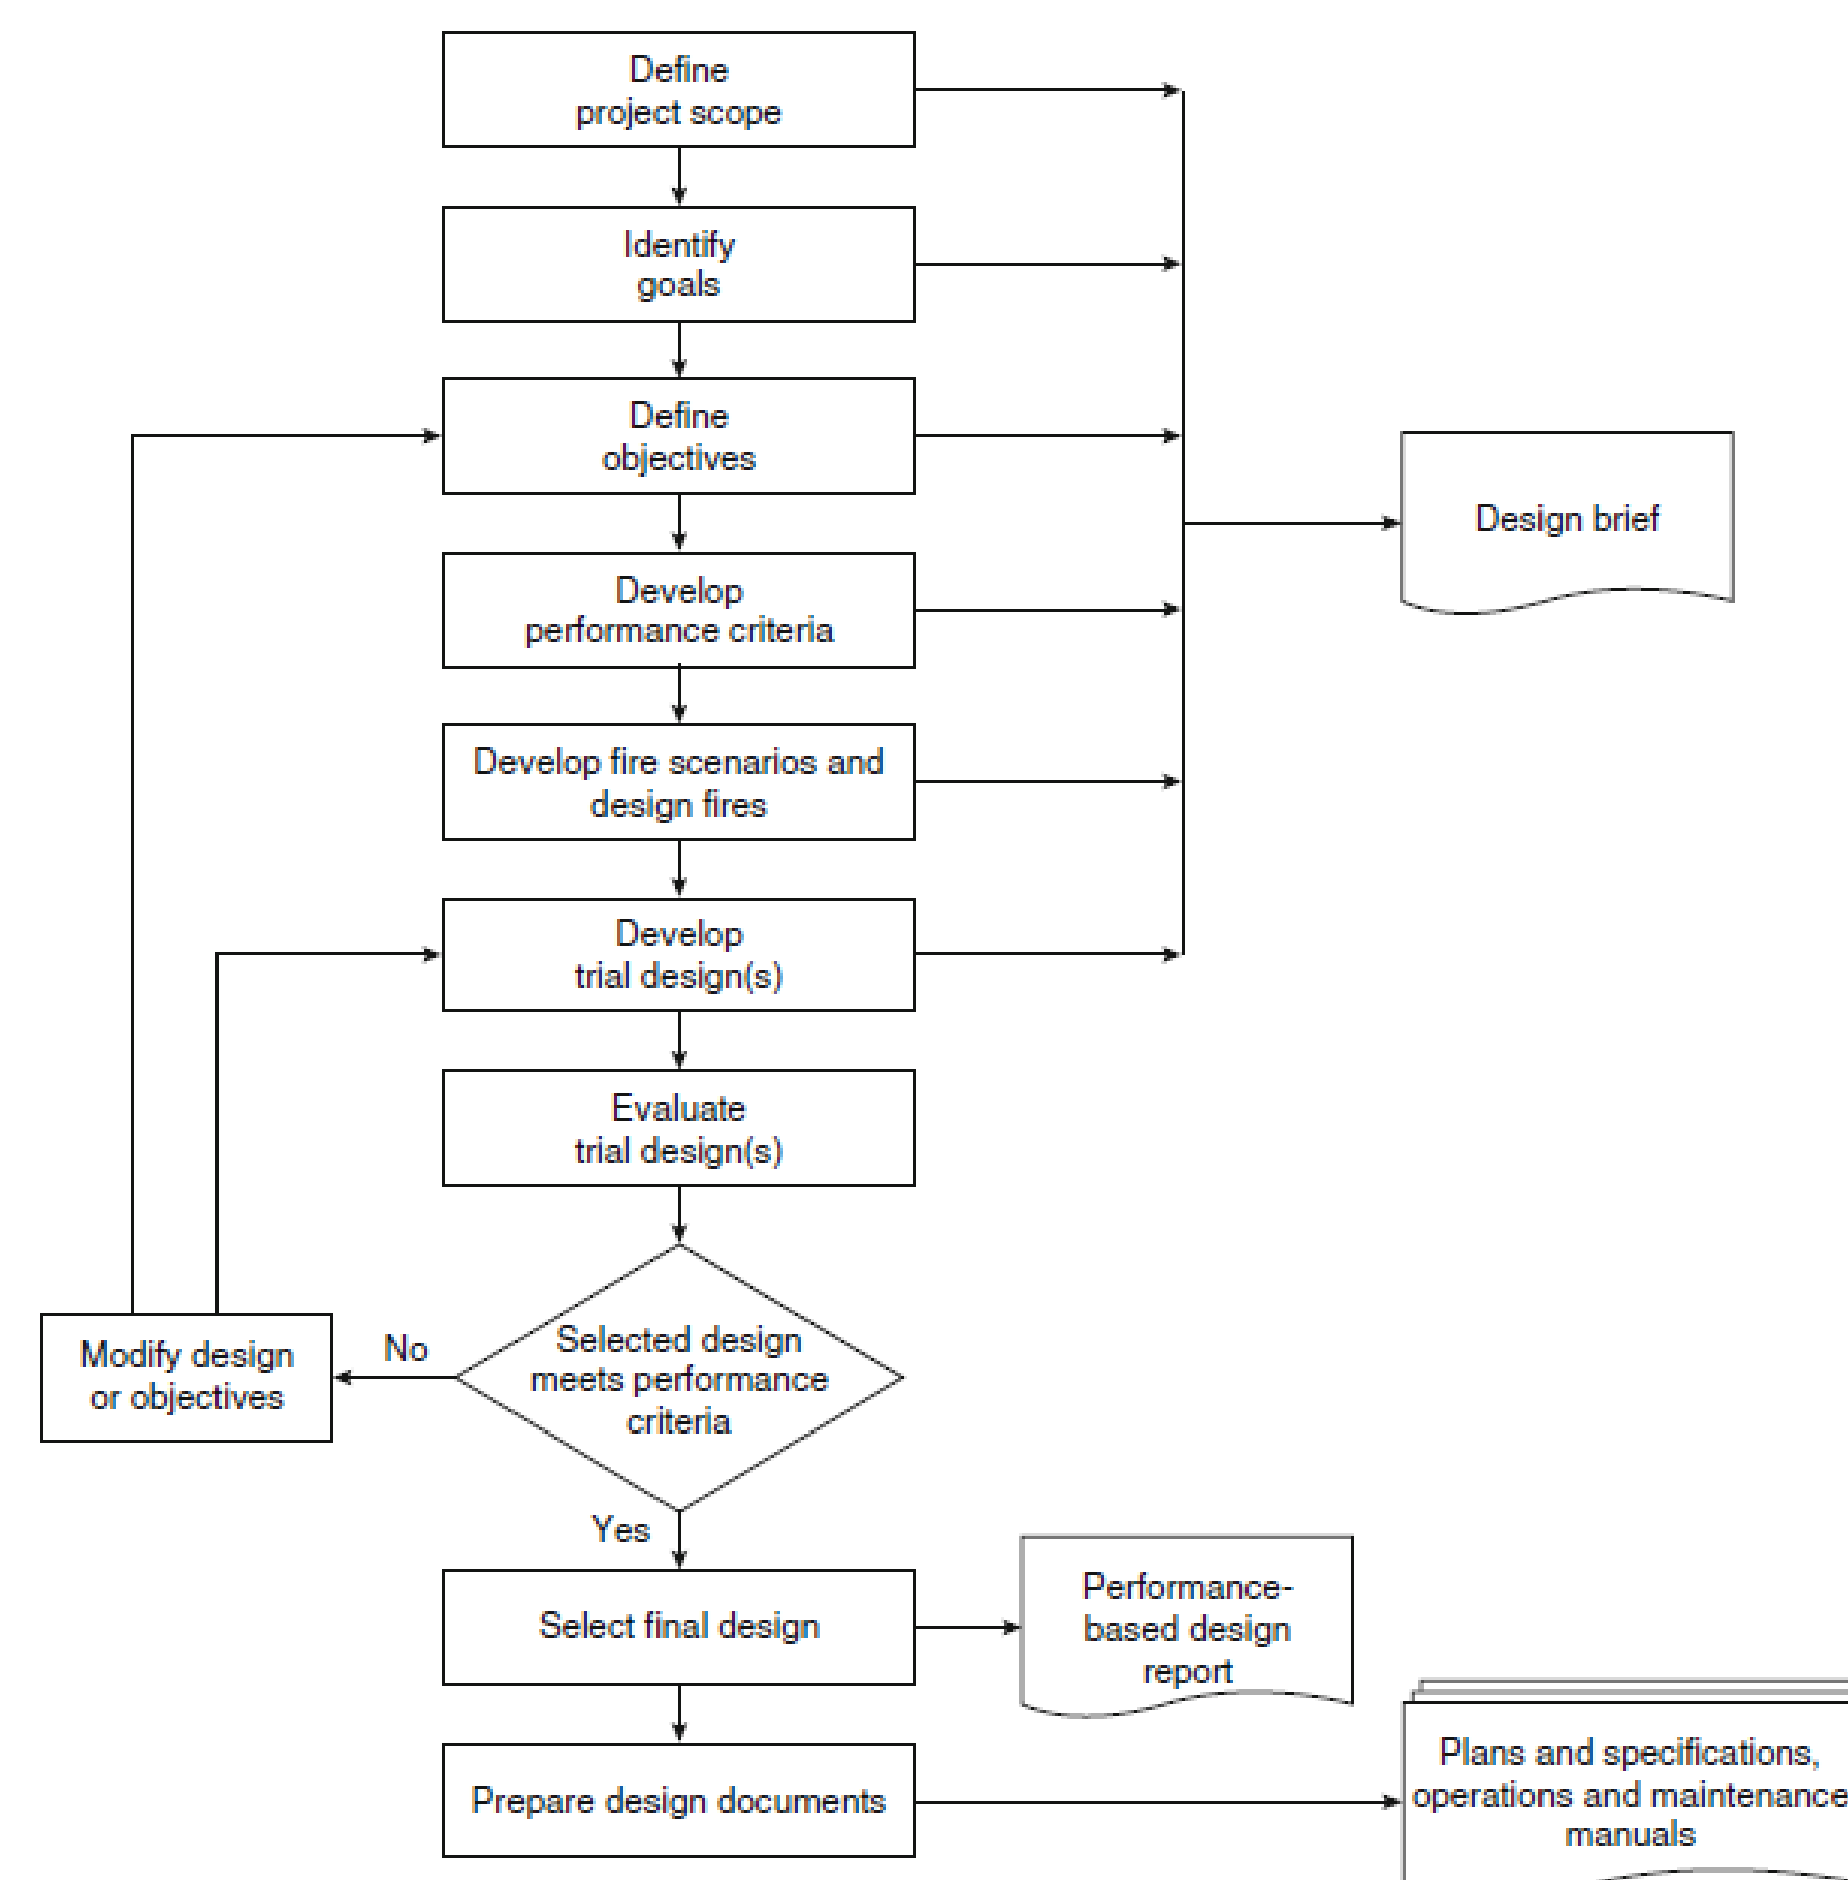 Define
project scope
Identify
goals
Define
objectives
Design brief
Develop
performance criteria
Develop fire scenarios and
design fires
Develop
trial design(s)
Evaluate
trial design(s)
Modify design
or objectives
No
Selected design
meets performance
criteria
Yes
Select final design
Performance-
based design
report
Prepare design documents
Plans and specifications,
operations and maintenance
manuals